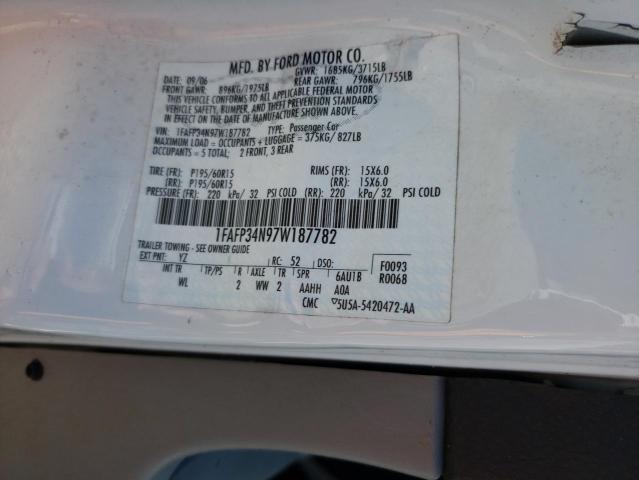 MFD. BY FORD MOTOR CO.
DATE: 09/06 GVWR: 1685KG/3715LB
FRONT GAWR: 896KG/1975LB REAR GAWR: 796KG/1755LB
THIS VEHICLE CONFORMS TO ALL APPLICABLE FEDERAL MOTOR
VEHICLE SAFETY, BUMPER, AND THEFT PREVENTION STANDARDS
IN EFFECT ON THE DATE OF MANUFACTURE SHOWN ABOVE.
VIN: 1FAFP34N97W187782 TYPE: Passenger Car
MAXIMUM LOAD = OCCUPANTS + LUGGAGE = 375KG/ 827LB
OCCUPANTS = 5 TOTAL; 2 FRONT, 3 REAR
TIRE (FR): P195/60R15 RIMS (FR): 15X6.0
(RR): P195/60R15 (RR): 15X6.0
PRESSURE (FR): 220 kPa/ 32 PSI COLD (RR): 220 kPa/ 32 PSI COLD
1FAFP34N97W187782
TRAILER TOWING - SEE OWNER GUIDE
EXT PNT: YZ RC: 52 DSO: F0093
INT TR TP/PS R AXLE TR SPR 6AU1B R0068
WL 2 WW 2 AAHH A0A
CMC 5U5A-5420472-AA